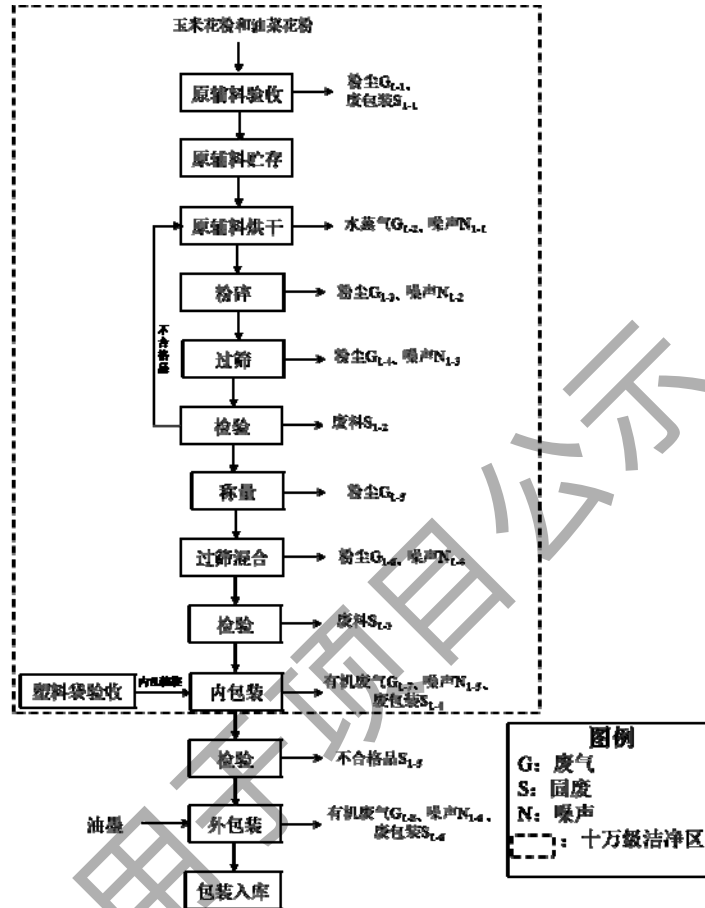 玉米花粉和油菜花粉
原辅料验收
粉尘G1-1、
废包装S1-1
原辅料贮存
原辅料烘干
水蒸气G1-2、噪声N1-1
粉碎
粉尘G1-3、噪声N1-2
不合格品
过筛
粉尘G1-4、噪声N1-3
检验
废料S1-2
称量
粉尘G1-5
过筛混合
粉尘G1-6、噪声N1-4
检验
废料S1-3
塑料袋验收
内包装
有机废气G1-7、噪声N1-5、
废包装S1-4
检验
不合格品S1-5
油墨
外包装
有机废气G1-8、噪声N1-6、
废包装S1-6
包装入库
图例
G：废气
S：固废
N：噪声
：十万级洁净区
用于项目公示